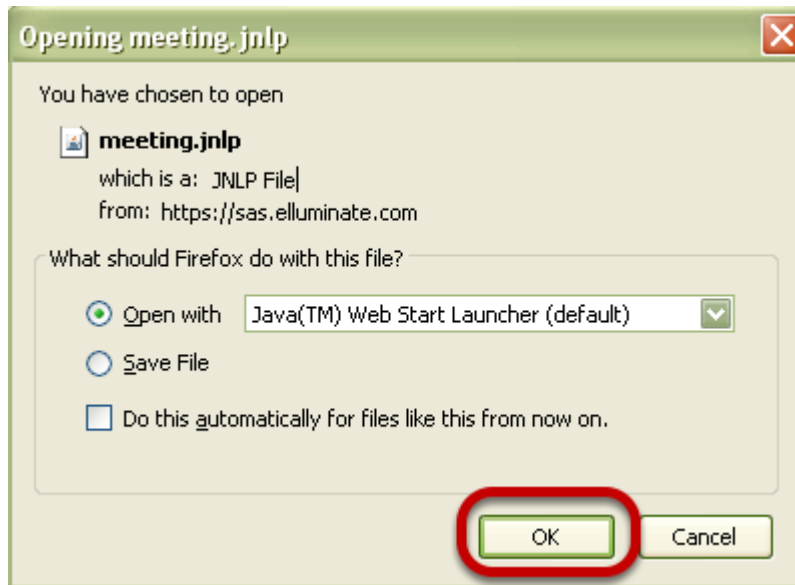 Opening meeting.jnlp
You have chosen to open
meeting.jnlp
which is a: JNLP File
from: https://sas.elluminate.com
What should Firefox do with this file?
Open with Java(TM) Web Start Launcher (default)
Save File
Do this automatically for files like this from now on.
OK Cancel